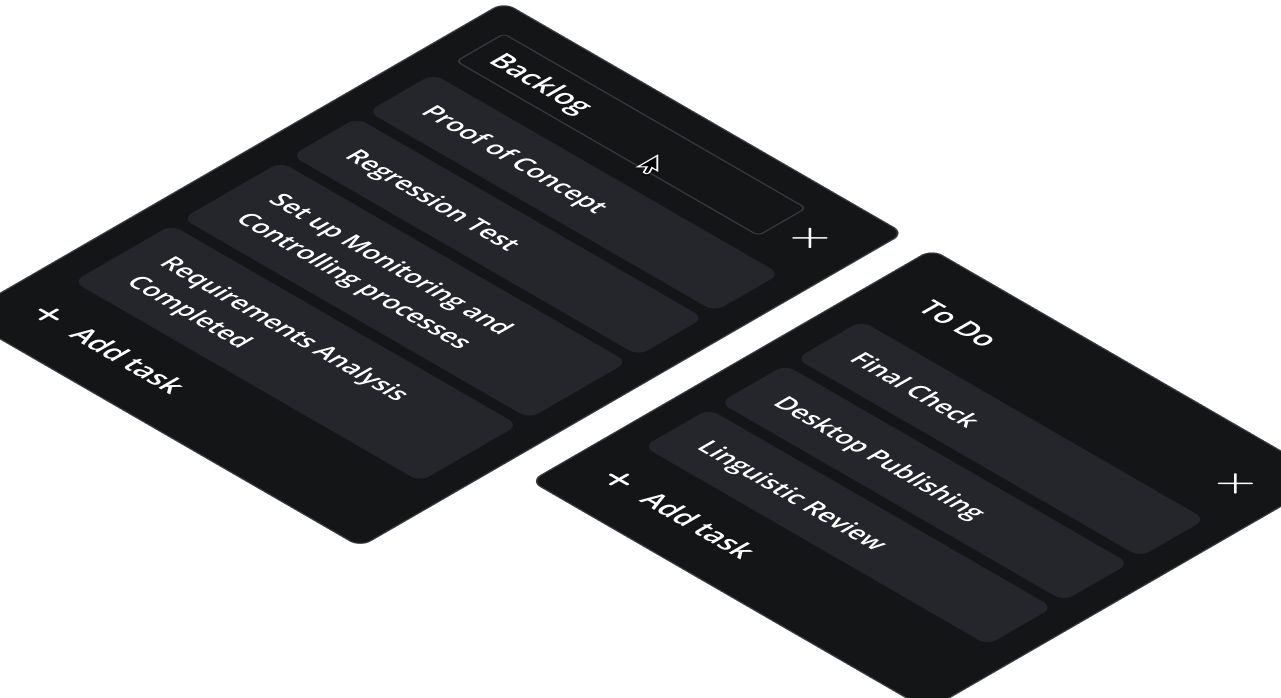 Backlog
Proof of Concept
Regression Test
Set up Monitoring and
Controlling processes
Requirements Analysis
Completed
+ Add task
To Do
Final Check
Desktop Publishing
Linguistic Review
+ Add task